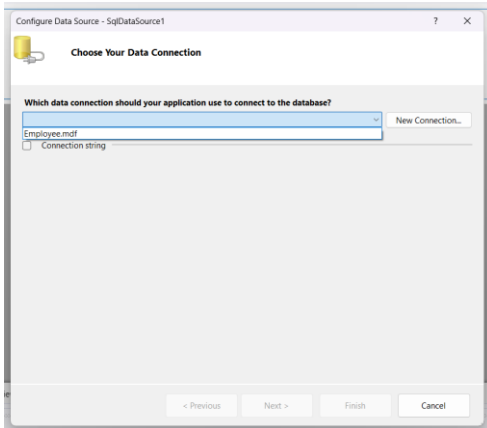 Configure Data Source - SqlDataSource1 ? ×
Choose Your Data Connection
Which data connection should your application use to connect to the database?
New Connection...
Employee.mdf
Connection string
< Previous Next > Finish Cancel